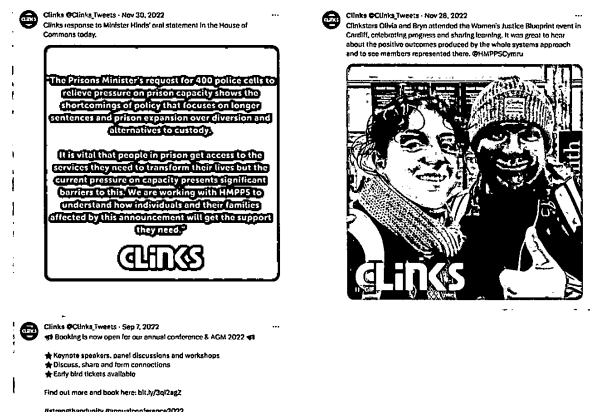 Clinks @Clinks_Tweets · Nov 30, 2022
Clinks response to Minister Hinds' oral statement in the House of
Commons today.
"The Prisons Minister's request for 400 police cells to
relieve pressure on prison capacity shows the
shortcomings of policy that focuses on longer
sentences and prison expansion over diversion and
alternatives to custody.
It is vital that people in prison get access to the
services they need to transform their lives but the
current pressure on capacity presents significant
barriers to this. We are working with HMPPS to
understand how individuals and their families
affected by this announcement will get the support
they need."
CLiNKS
Clinks @Clinks_Tweets · Nov 28, 2022
Clinkstars Olivia and Bryn attended the Women's Justice Blueprint event in
Cardiff, celebrating progress and sharing learning. It was great to hear
about the positive outcomes produced by the whole systems approach
and to see members represented there. @HMPPSCymru
CLiNKS
Clinks @Clinks_Tweets · Sep 7, 2022
Booking is now open for our annual conference & AGM 2022
★ Keynote speakers, panel discussions and workshops
★ Discuss, share and form connections
★ Early bird tickets available
Find out more and book here: bit.ly/3ql2agZ
#strengthandunity #annualconference2022